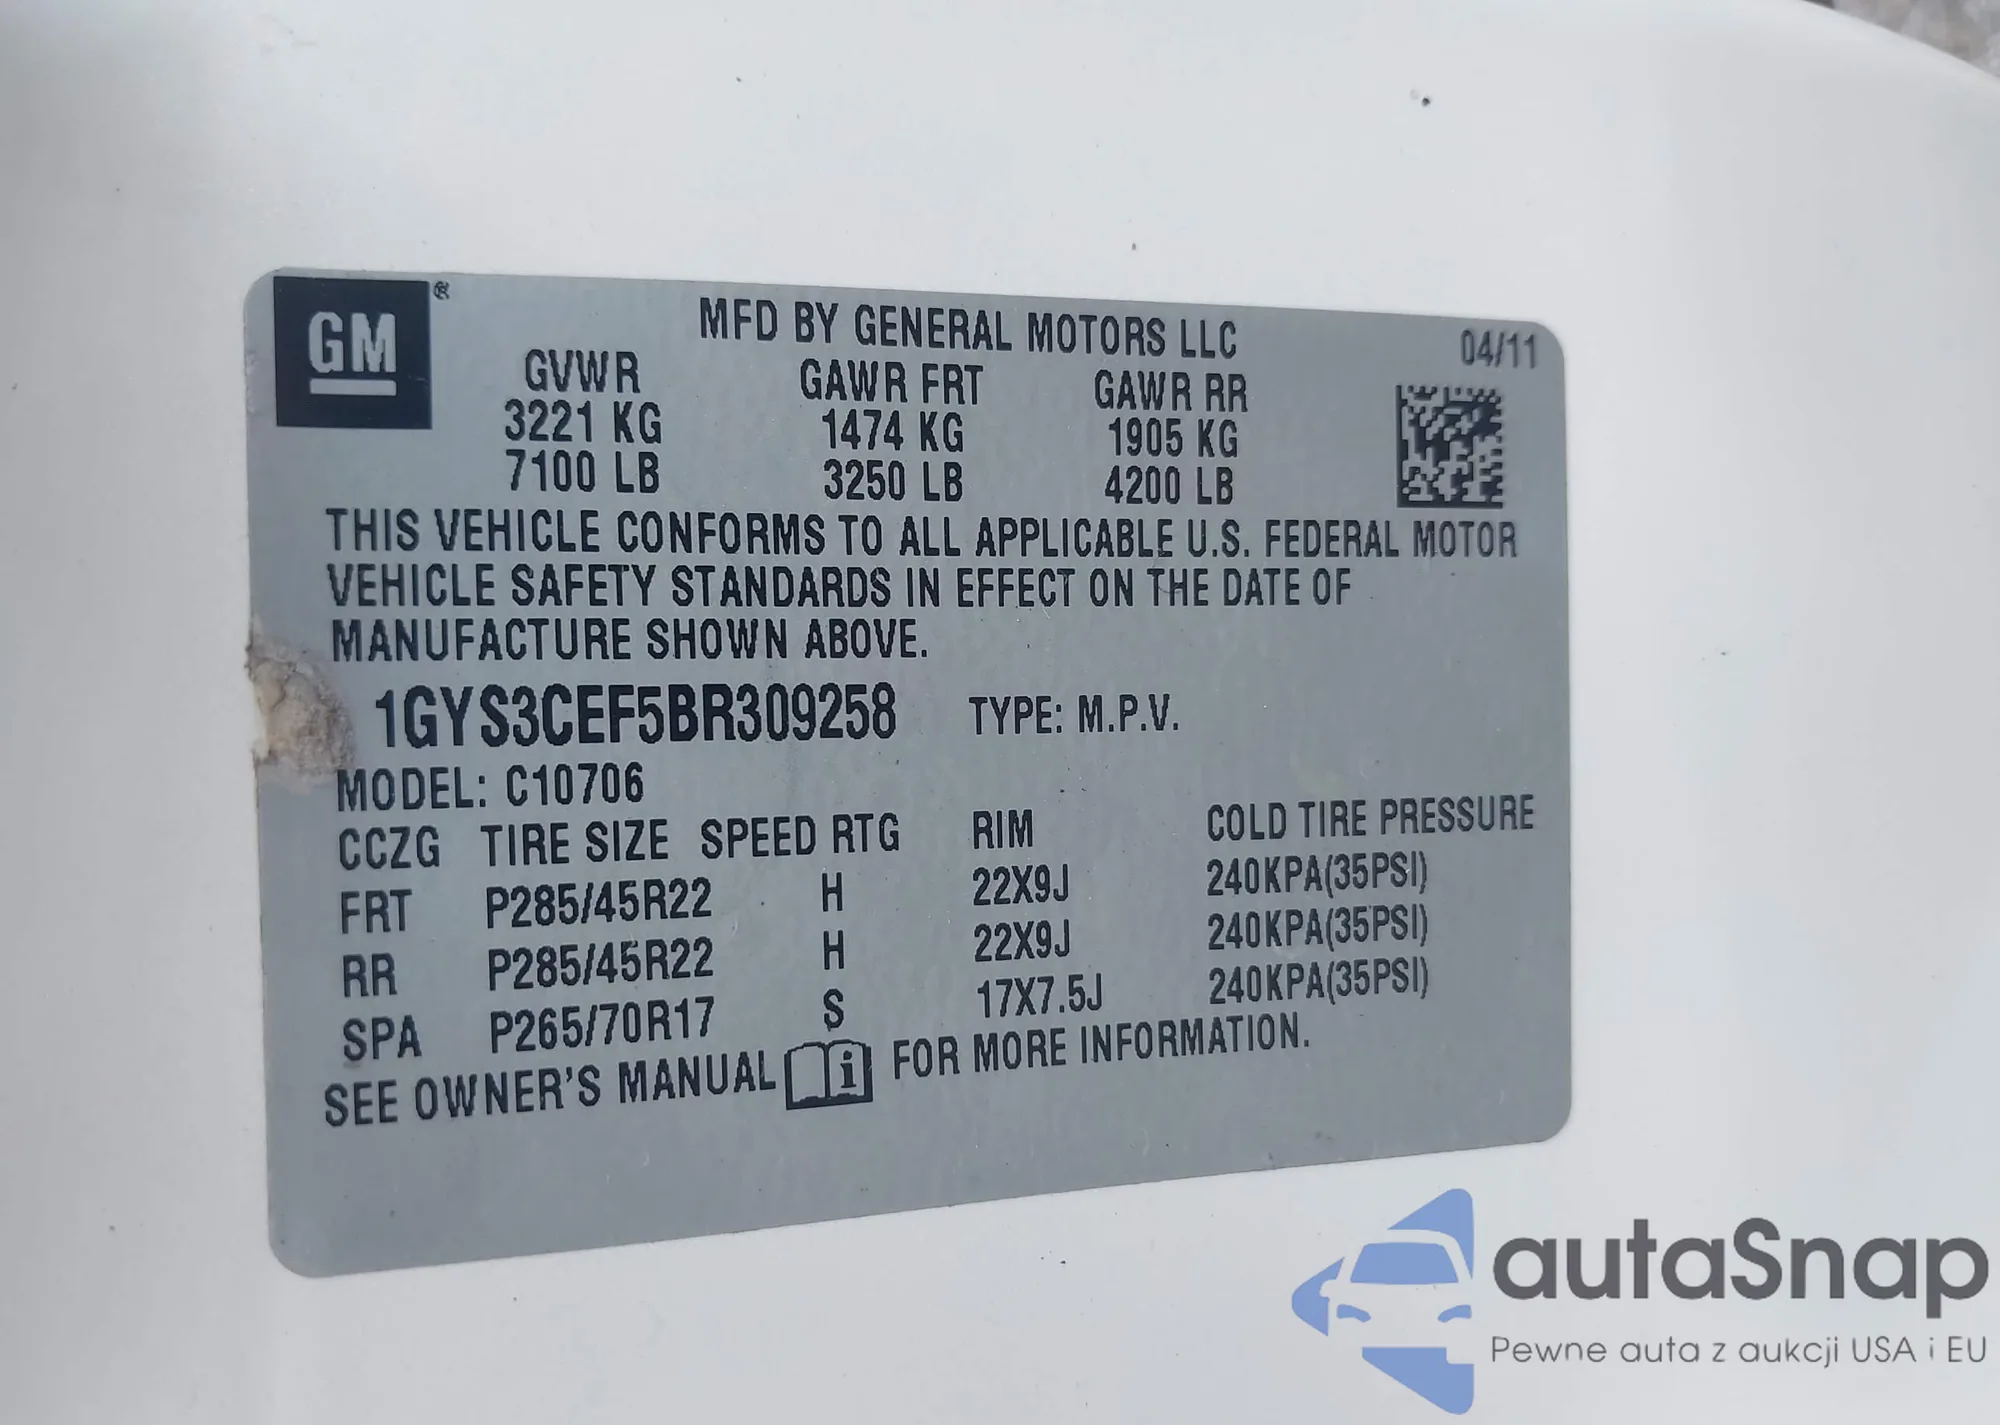 GM®
MFD BY GENERAL MOTORS LLC 04/11
GVWR GAWR FRT GAWR RR
3221 KG 1474 KG 1905 KG
7100 LB 3250 LB 4200 LB
THIS VEHICLE CONFORMS TO ALL APPLICABLE U.S. FEDERAL MOTOR
VEHICLE SAFETY STANDARDS IN EFFECT ON THE DATE OF
MANUFACTURE SHOWN ABOVE.
1GYS3CEF5BR309258 TYPE: M.P.V.
MODEL: C10706
CCZG TIRE SIZE SPEED RTG RIM COLD TIRE PRESSURE
FRT P285/45R22 H 22X9J 240KPA(35PSI)
RR P285/45R22 H 22X9J 240KPA(35PSI)
SPA P265/70R17 S 17X7.5J 240KPA(35PSI)
SEE OWNER'S MANUAL i FOR MORE INFORMATION.
autaSnap
Pewne auta z aukcji USA i EU